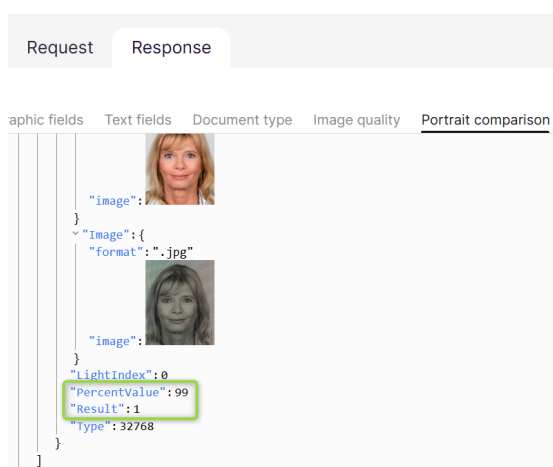 Request Response
aphic fields Text fields Document type Image quality Portrait comparison
"image":
}
"Image":{
"format":".jpg"
"image":
}
"LightIndex":0
"PercentValue":99
"Result":1
"Type":32768
}
]